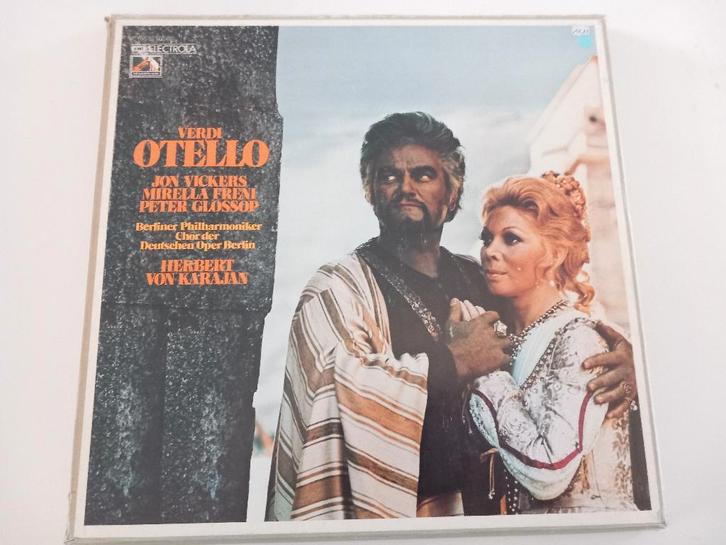 EMI ELECTROLA
VERDI
OTELLO
JON VICKERS
MIRELLA FRENI
PETER GLOSSOP
Berliner Philharmoniker
Chor der
Deutschen Oper Berlin
HERBERT
VON KARAJAN